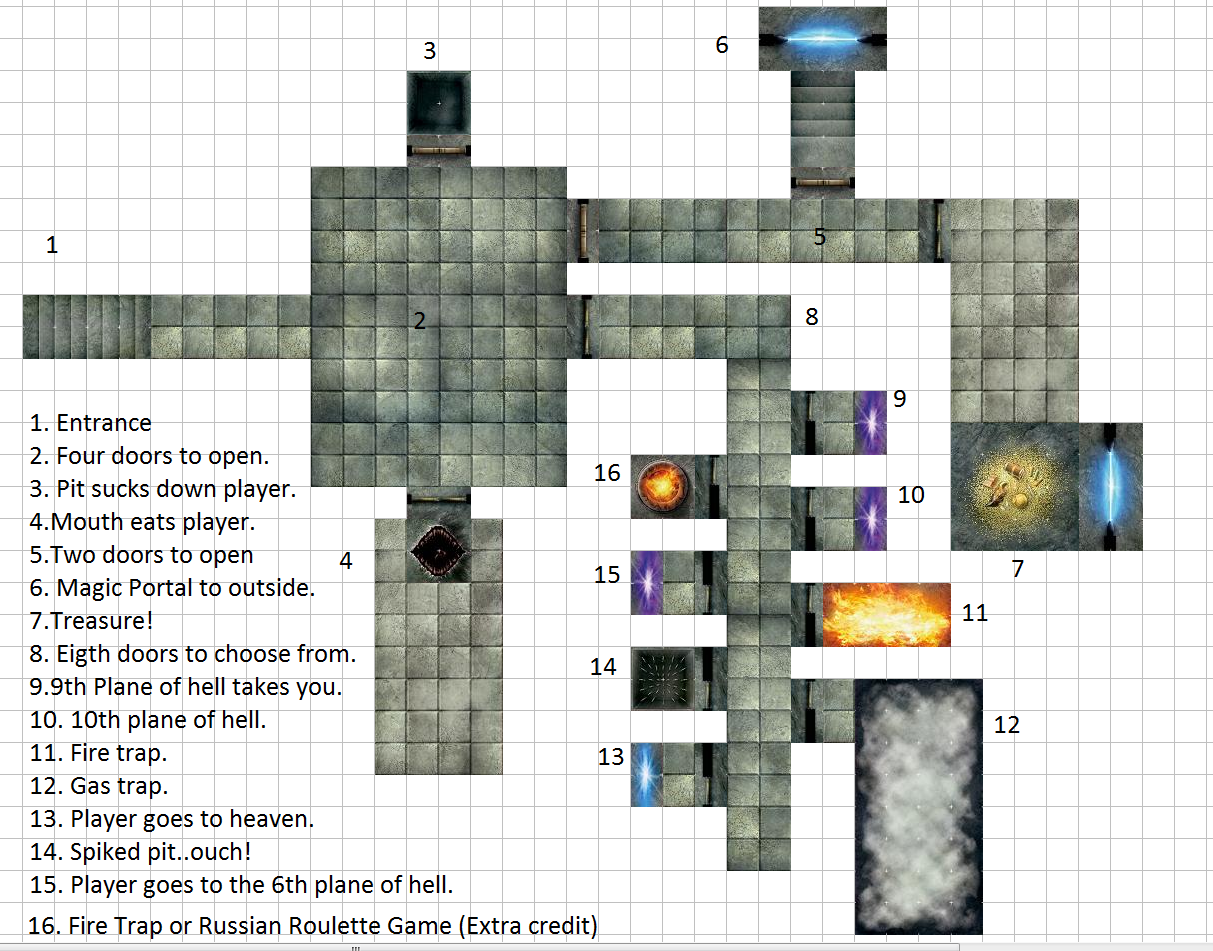 3
6
1
5
2
8
9
16
10
4
15
7
11
14
12
13
1. Entrance
2. Four doors to open.
3. Pit sucks down player.
4.Mouth eats player.
5.Two doors to open
6. Magic Portal to outside.
7.Treasure!
8. Eigth doors to choose from.
9.9th Plane of hell takes you.
10. 10th plane of hell.
11. Fire trap.
12. Gas trap.
13. Player goes to heaven.
14. Spiked pit..ouch!
15. Player goes to the 6th plane of hell.
16. Fire Trap or Russian Roulette Game (Extra credit)